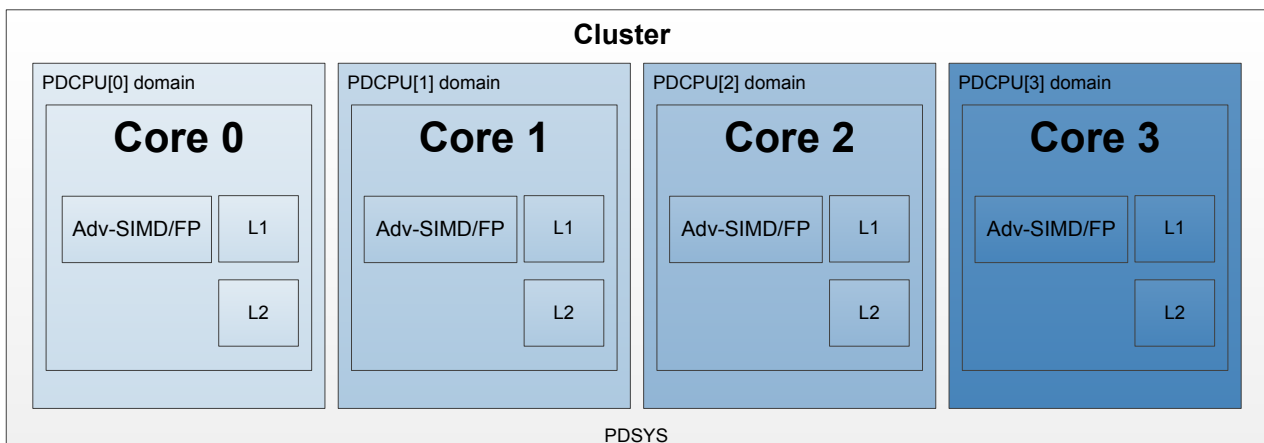 Cluster
PDCPU[0] domain
Core 0
Adv-SIMD/FP
L1
L2
PDCPU[1] domain
Core 1
Adv-SIMD/FP
L1
L2
PDCPU[2] domain
Core 2
Adv-SIMD/FP
L1
L2
PDCPU[3] domain
Core 3
Adv-SIMD/FP
L1
L2
PDSYS